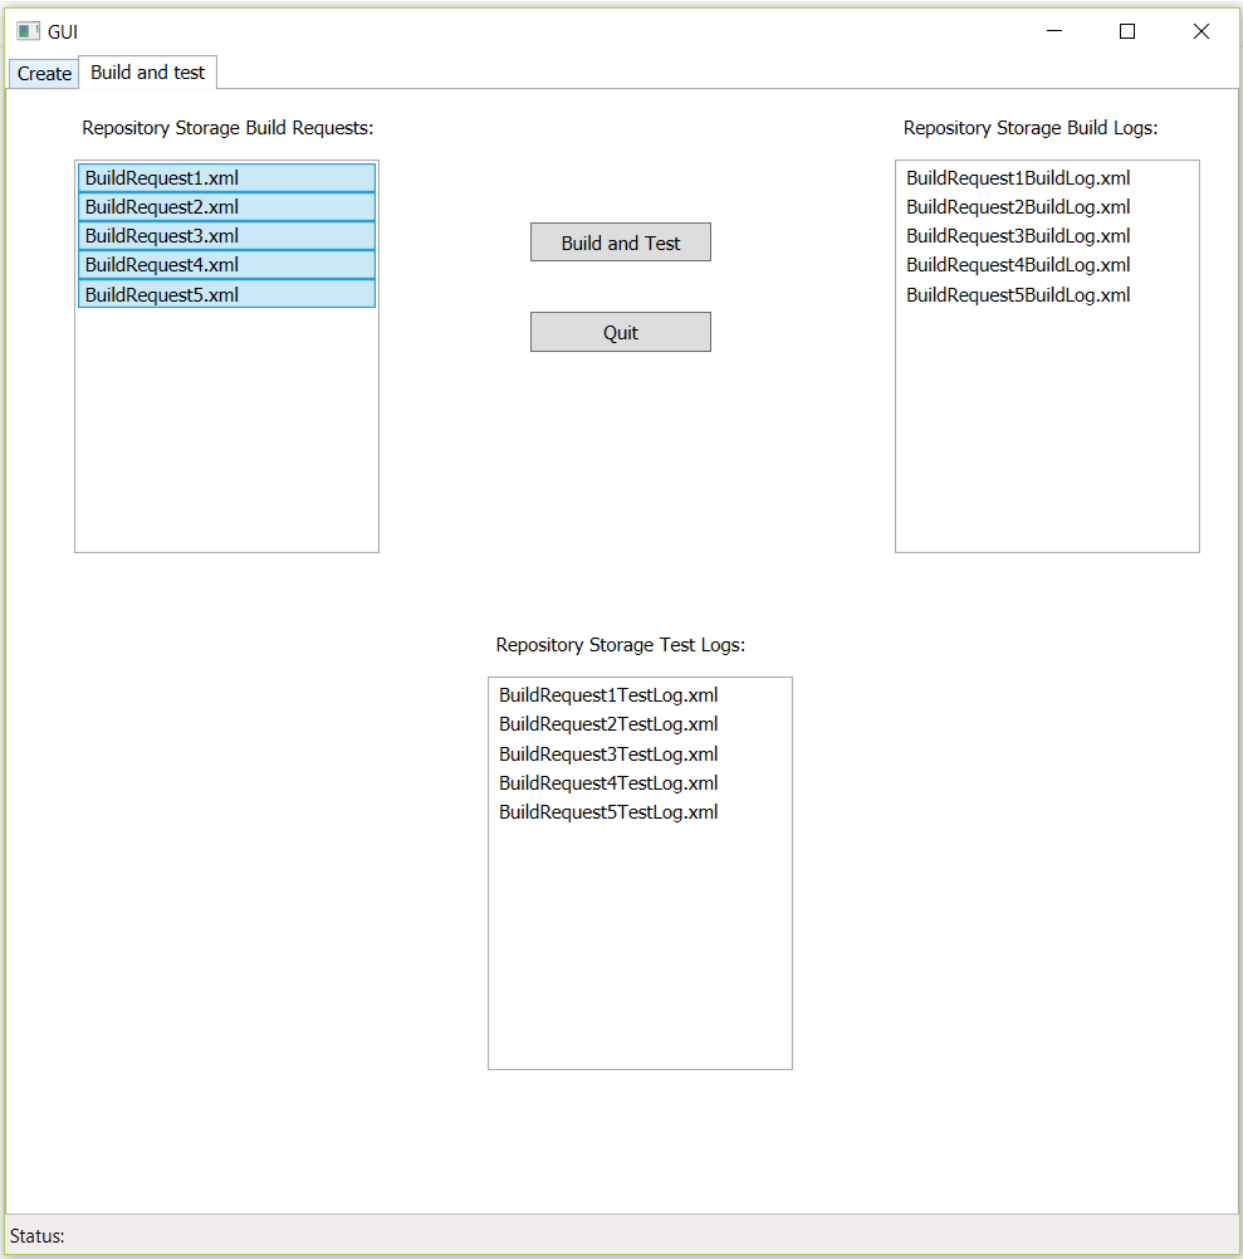 GUI
Create
Build and test
Repository Storage Build Requests:
BuildRequest1.xml
BuildRequest2.xml
BuildRequest3.xml
BuildRequest4.xml
BuildRequest5.xml
Build and Test
Quit
Repository Storage Build Logs:
BuildRequest1BuildLog.xml
BuildRequest2BuildLog.xml
BuildRequest3BuildLog.xml
BuildRequest4BuildLog.xml
BuildRequest5BuildLog.xml
Repository Storage Test Logs:
BuildRequest1TestLog.xml
BuildRequest2TestLog.xml
BuildRequest3TestLog.xml
BuildRequest4TestLog.xml
BuildRequest5TestLog.xml
Status: